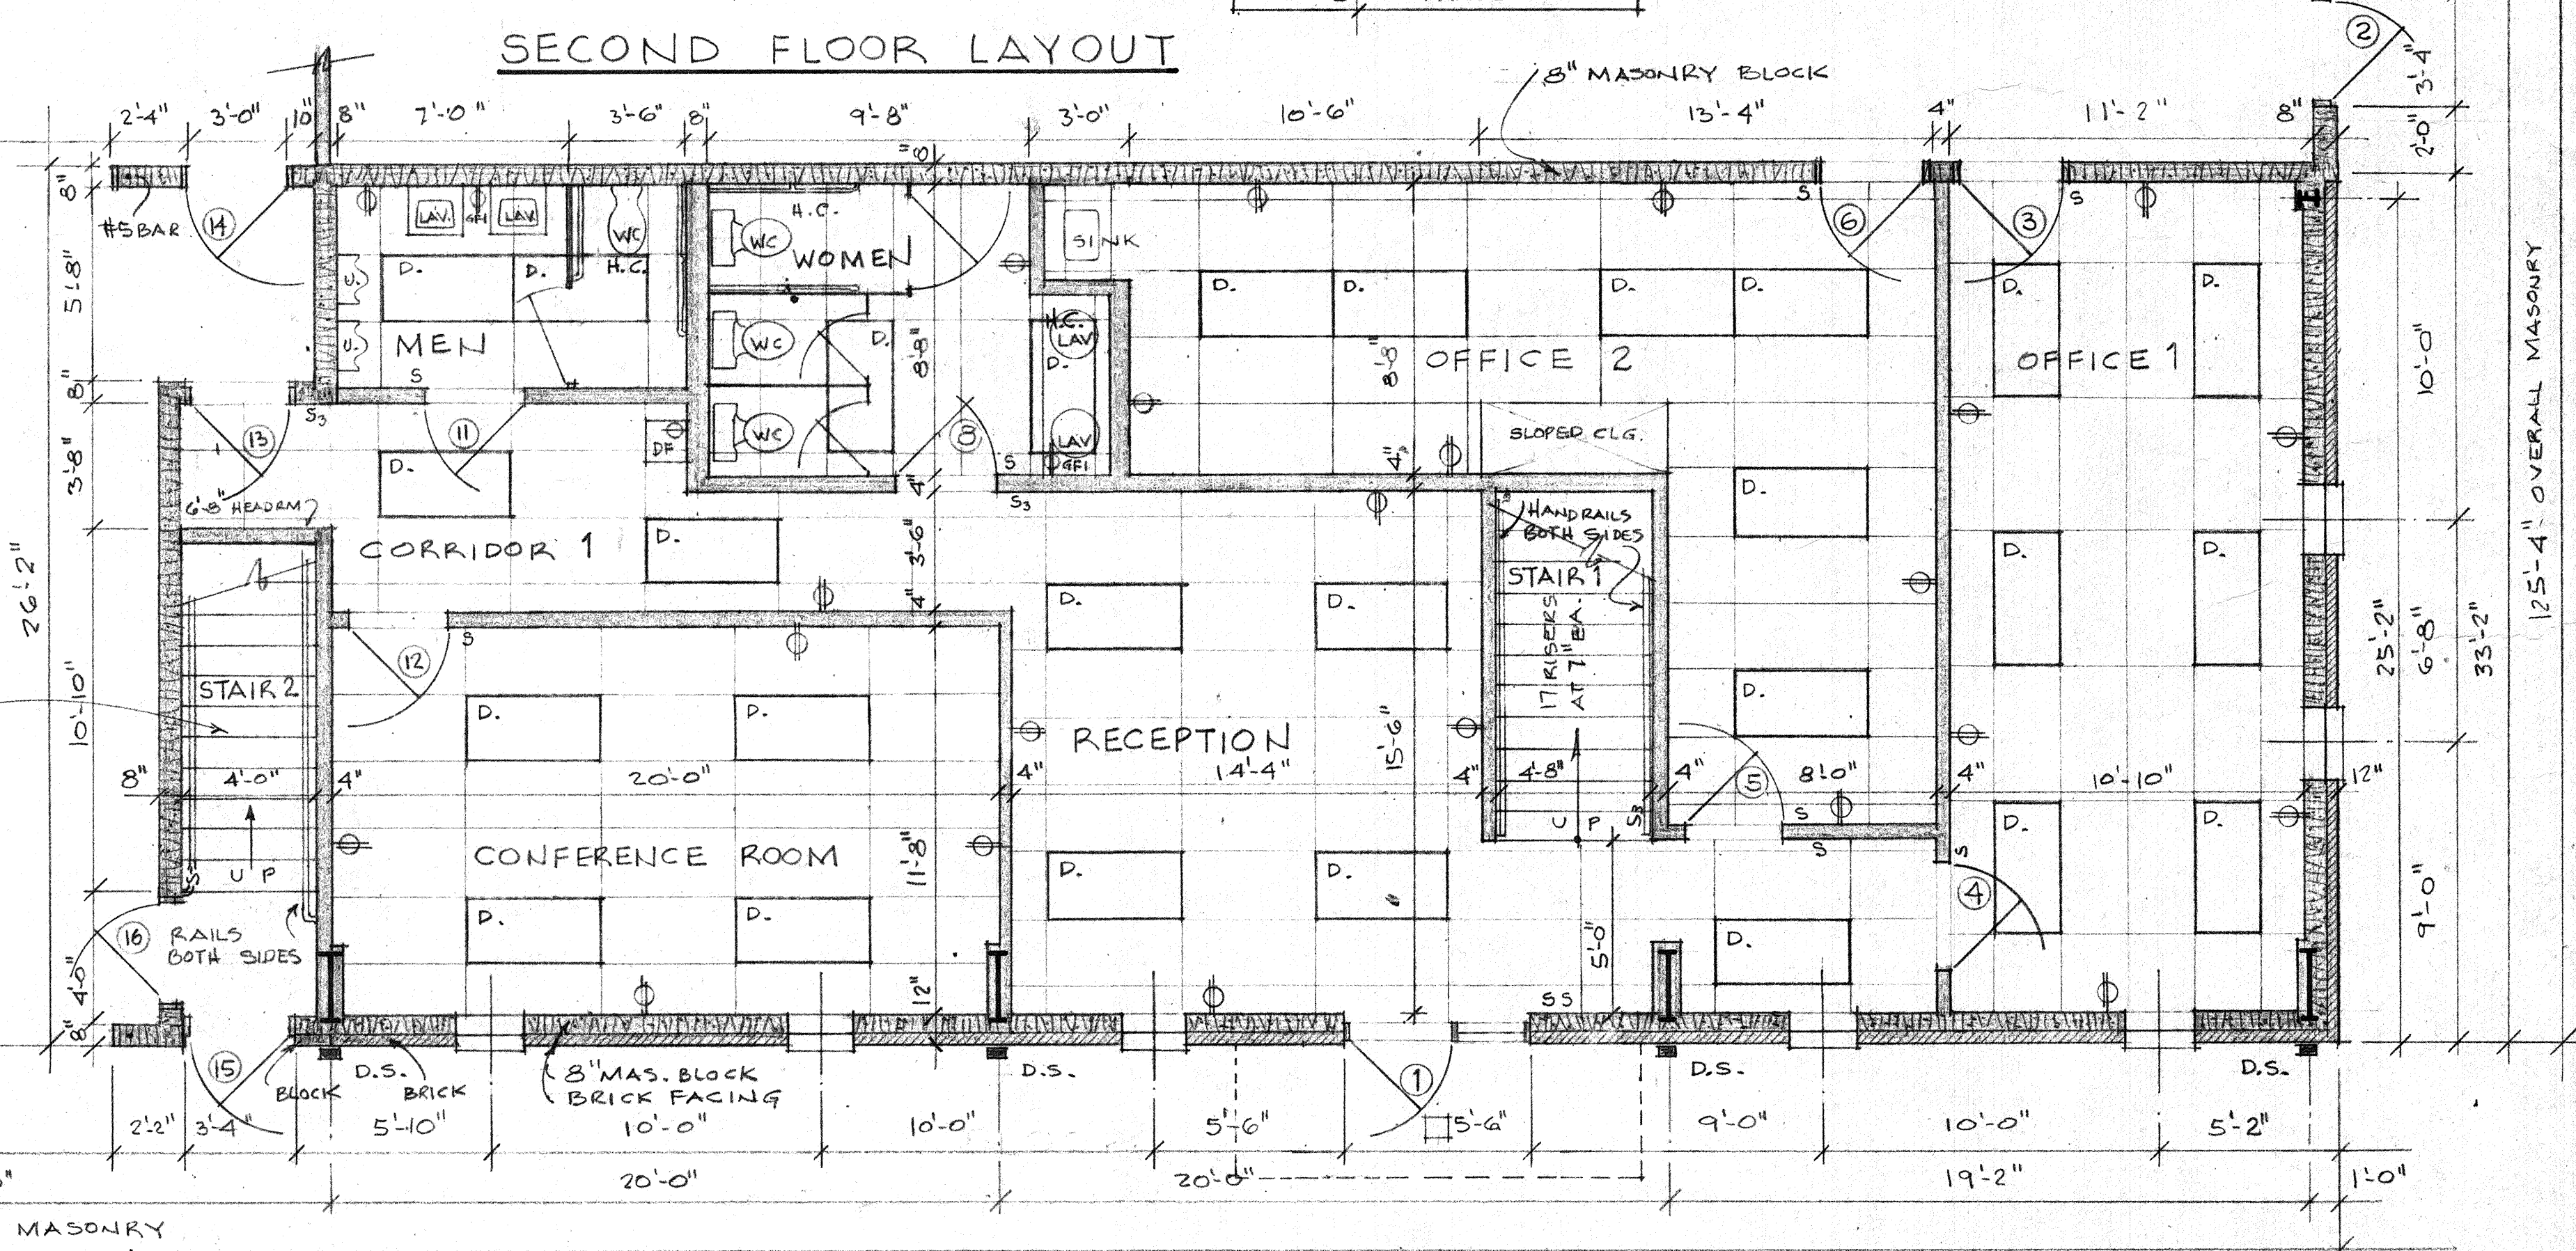 SECOND FLOOR LAYOUT
8" MASONRY BLOCK
2
3'-4"
2'-4" 3'-0" 10" 8" 7'-0" 3'-6" 8" 9'-8" 3'-0" 10'-6" 13'-4" 4" 11'-2" 8"
2'-0"
8"
8"
#5 BAR
14
LAV. GFI LAV
WC
H.C.
WC
H.C.
WOMEN
SINK
S
6
3
S
5'-8"
U.
D. D.
D. D. D. D.
D. D.
U.
MEN
S
WC
D.
8'-8"
H.C.
LAV
D.
8'-8"
OFFICE 2
OFFICE 1
10'-0"
125'-4" OVERALL MASONRY
8"
S3
13
11
DF
WC
8
S
LAV
GFI
SLOPED CLG.
3'-8"
D.
4"
4"
S3
D.
6'-8" HEADRM
HANDRAILS
BOTH SIDES
CORRIDOR 1
D.
3'-6"
D. D.
26'-2"
STAIR 1
4"
D. D.
S
12
17 RISERS
AT 7" EA.
25'-2"
6'-8"
33'-2"
STAIR 2
10'-10"
D. D.
RECEPTION
15'-6"
D.
8" 4'-0" 4" 20'-0" 4" 14'-4" 4" 4'-8" 4" 5 8'-0" 4" 10'-10" 12"
UP
S3
S
S
S
D. D.
CONFERENCE ROOM
11'-8"
UP
S
D. D.
4
9'-0"
16
RAILS
BOTH SIDES
D. D.
5'-0"
D.
4'-0"
12"
SS
8"
15
BLOCK
D.S.
BRICK
8" MAS. BLOCK
BRICK FACING
D.S.
1
D.S.
D.S.
2'-2" 3'-4" 5'-10" 10'-0" 10'-0" 5'-6" 5'-6" 9'-0" 10'-0" 5'-2"
20'-0" 20'-0" 19'-2" 1'-0"
MASONRY